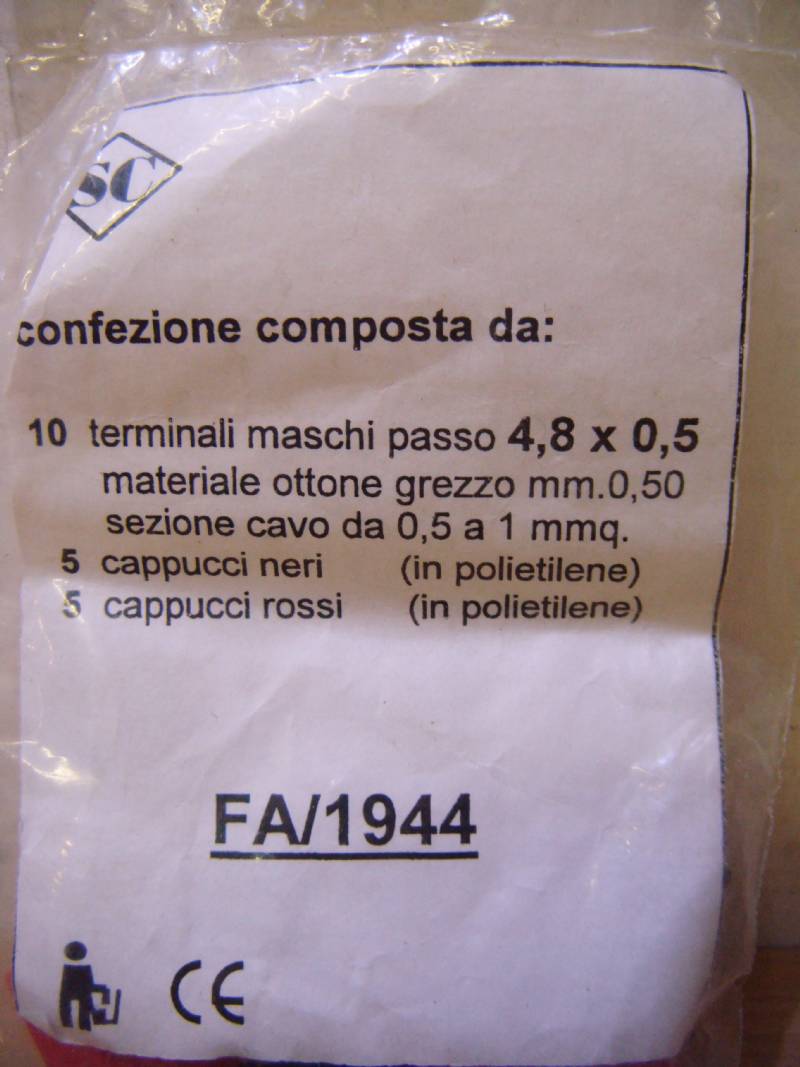 SC
confezione composta da:
10 terminali maschi passo 4,8 x 0,5
materiale ottone grezzo mm.0,50
sezione cavo da 0,5 a 1 mmq.
5 cappucci neri (in polietilene)
5 cappucci rossi (in polietilene)
FA/1944
CE